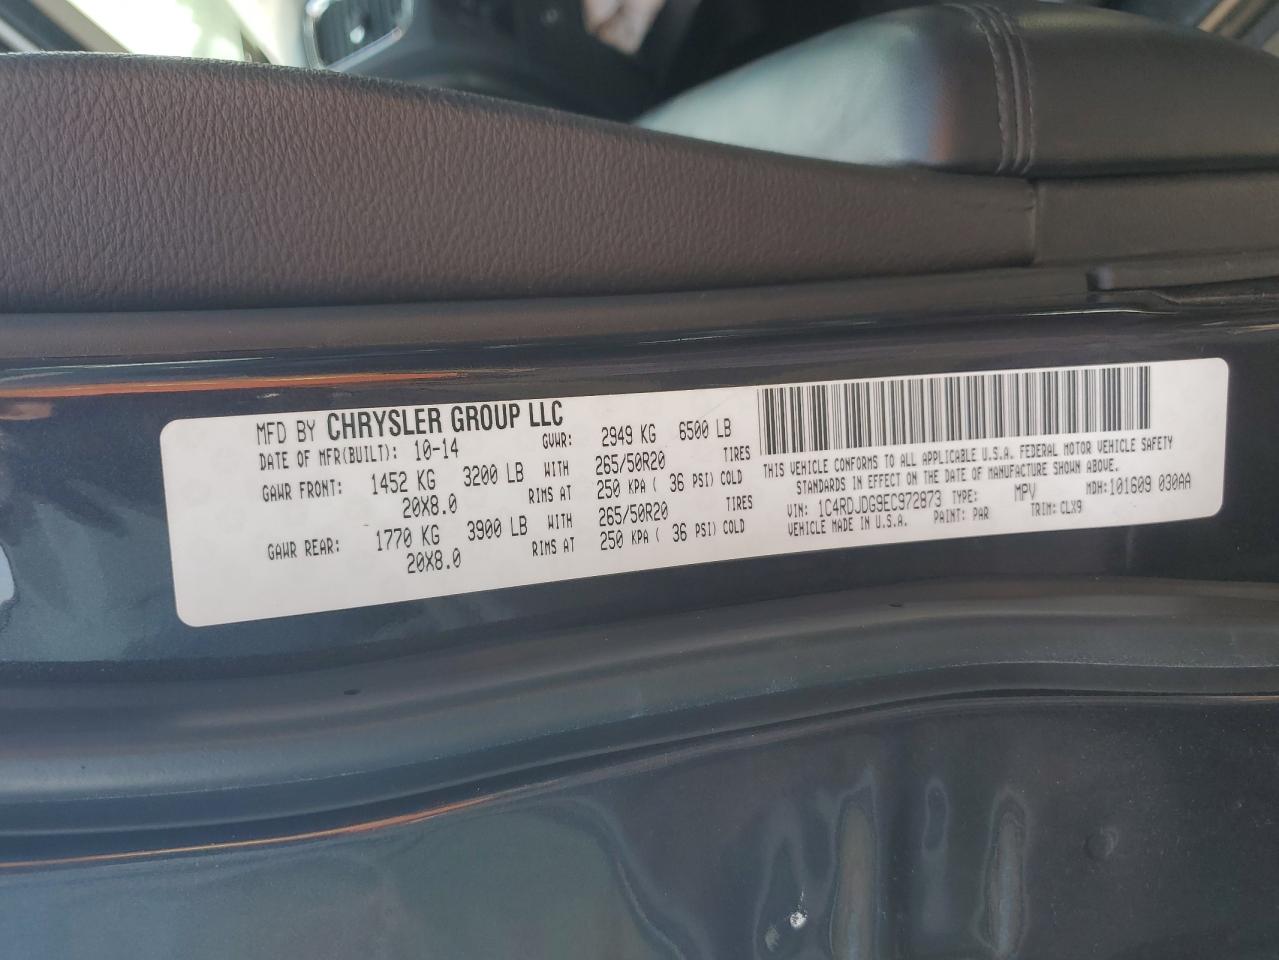 MFD BY CHRYSLER GROUP LLC
DATE OF MFR(BUILT): 10-14 GVWR: 2949 KG 6500 LB
GAWR FRONT: 1452 KG 3200 LB WITH 265/50R20 TIRES
20X8.0 RIMS AT 250 KPA ( 36 PSI) COLD
GAWR REAR: 1770 KG 3900 LB WITH 265/50R20 TIRES
20X8.0 RIMS AT 250 KPA ( 36 PSI) COLD
THIS VEHICLE CONFORMS TO ALL APPLICABLE U.S.A. FEDERAL MOTOR VEHICLE SAFETY
STANDARDS IN EFFECT ON THE DATE OF MANUFACTURE SHOWN ABOVE.
VIN: 1C4RDJDG9EC972873 TYPE: MPV MDH:101609 030AA
VEHICLE MADE IN U.S.A. PAINT: PAR TRIM: CLX9